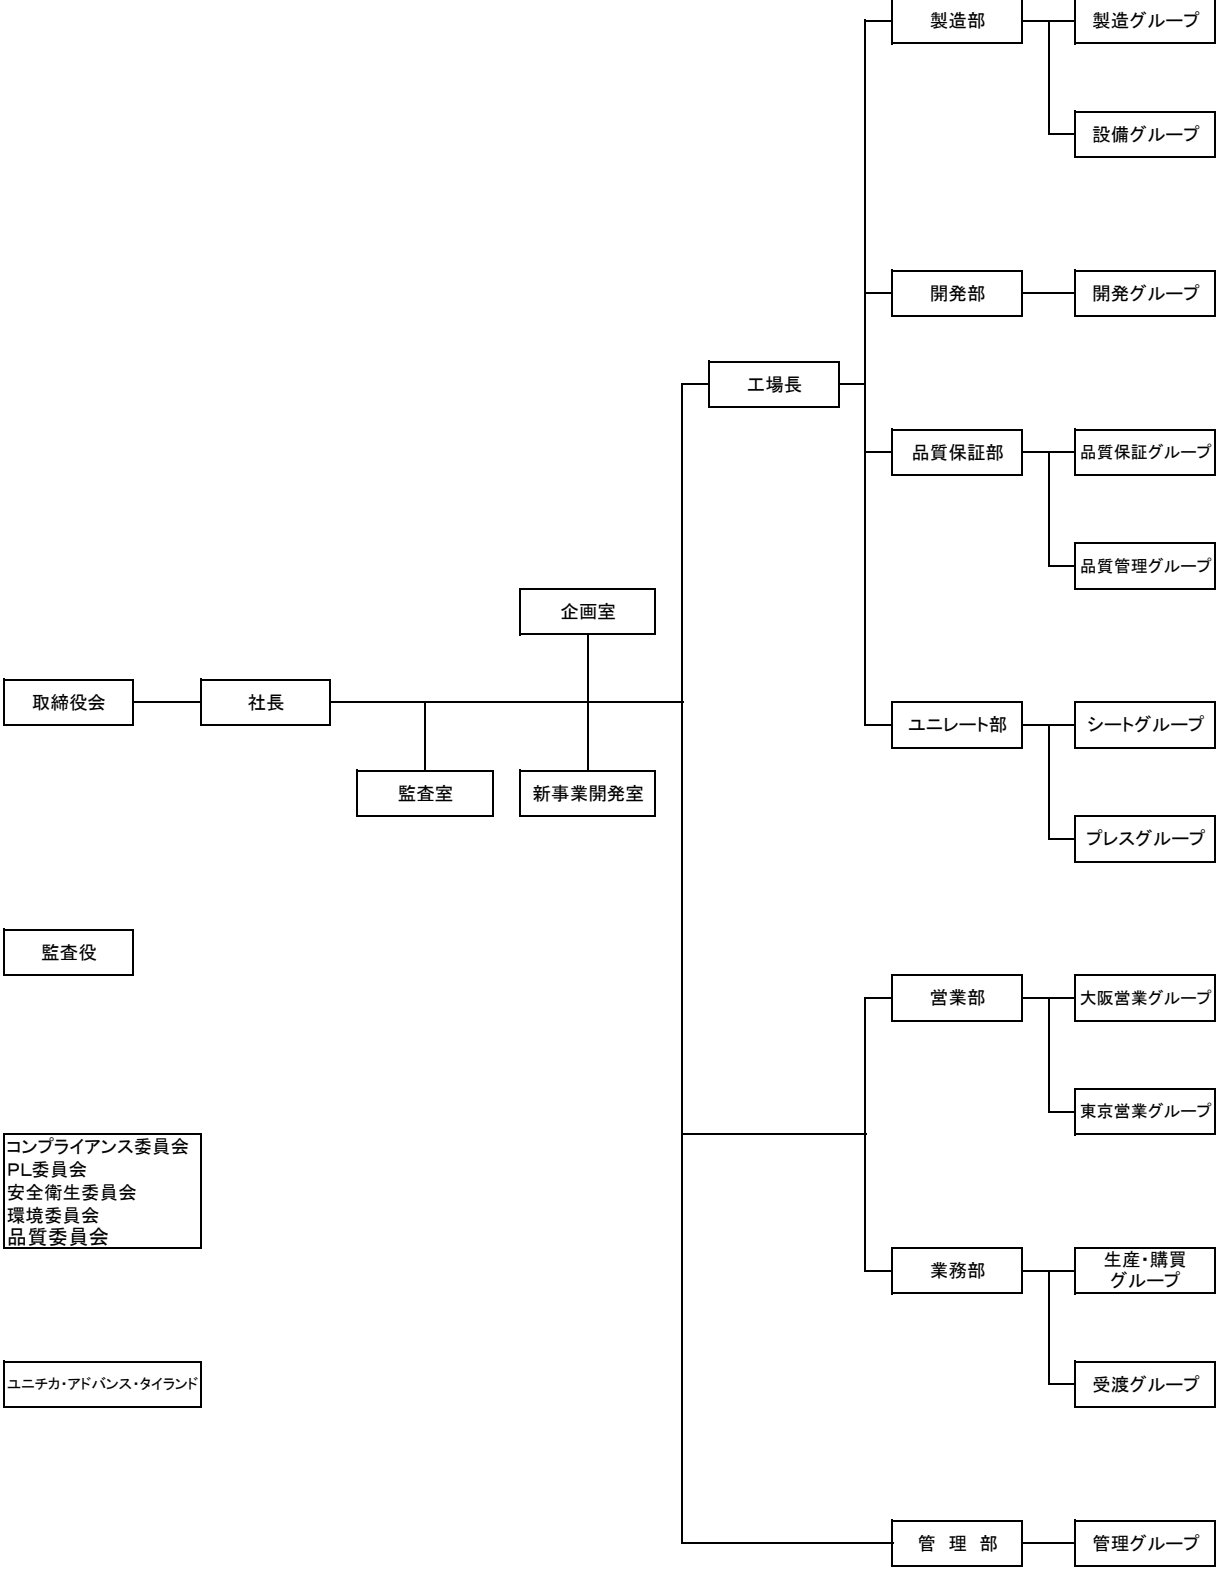 製造部
製造グループ
設備グループ
開発部
開発グループ
工場長
品質保証部
品質保証グループ
品質管理グループ
企画室
取締役会
社長
ユニレート部
シートグループ
監査室
新事業開発室
プレスグループ
監査役
営業部
大阪営業グループ
東京営業グループ
コンプライアンス委員会
PL委員会
安全衛生委員会
環境委員会
品質委員会
業務部
生産・購買
グループ
ユニチカ・アドバンス・タイランド
受渡グループ
管 理 部
管理グループ